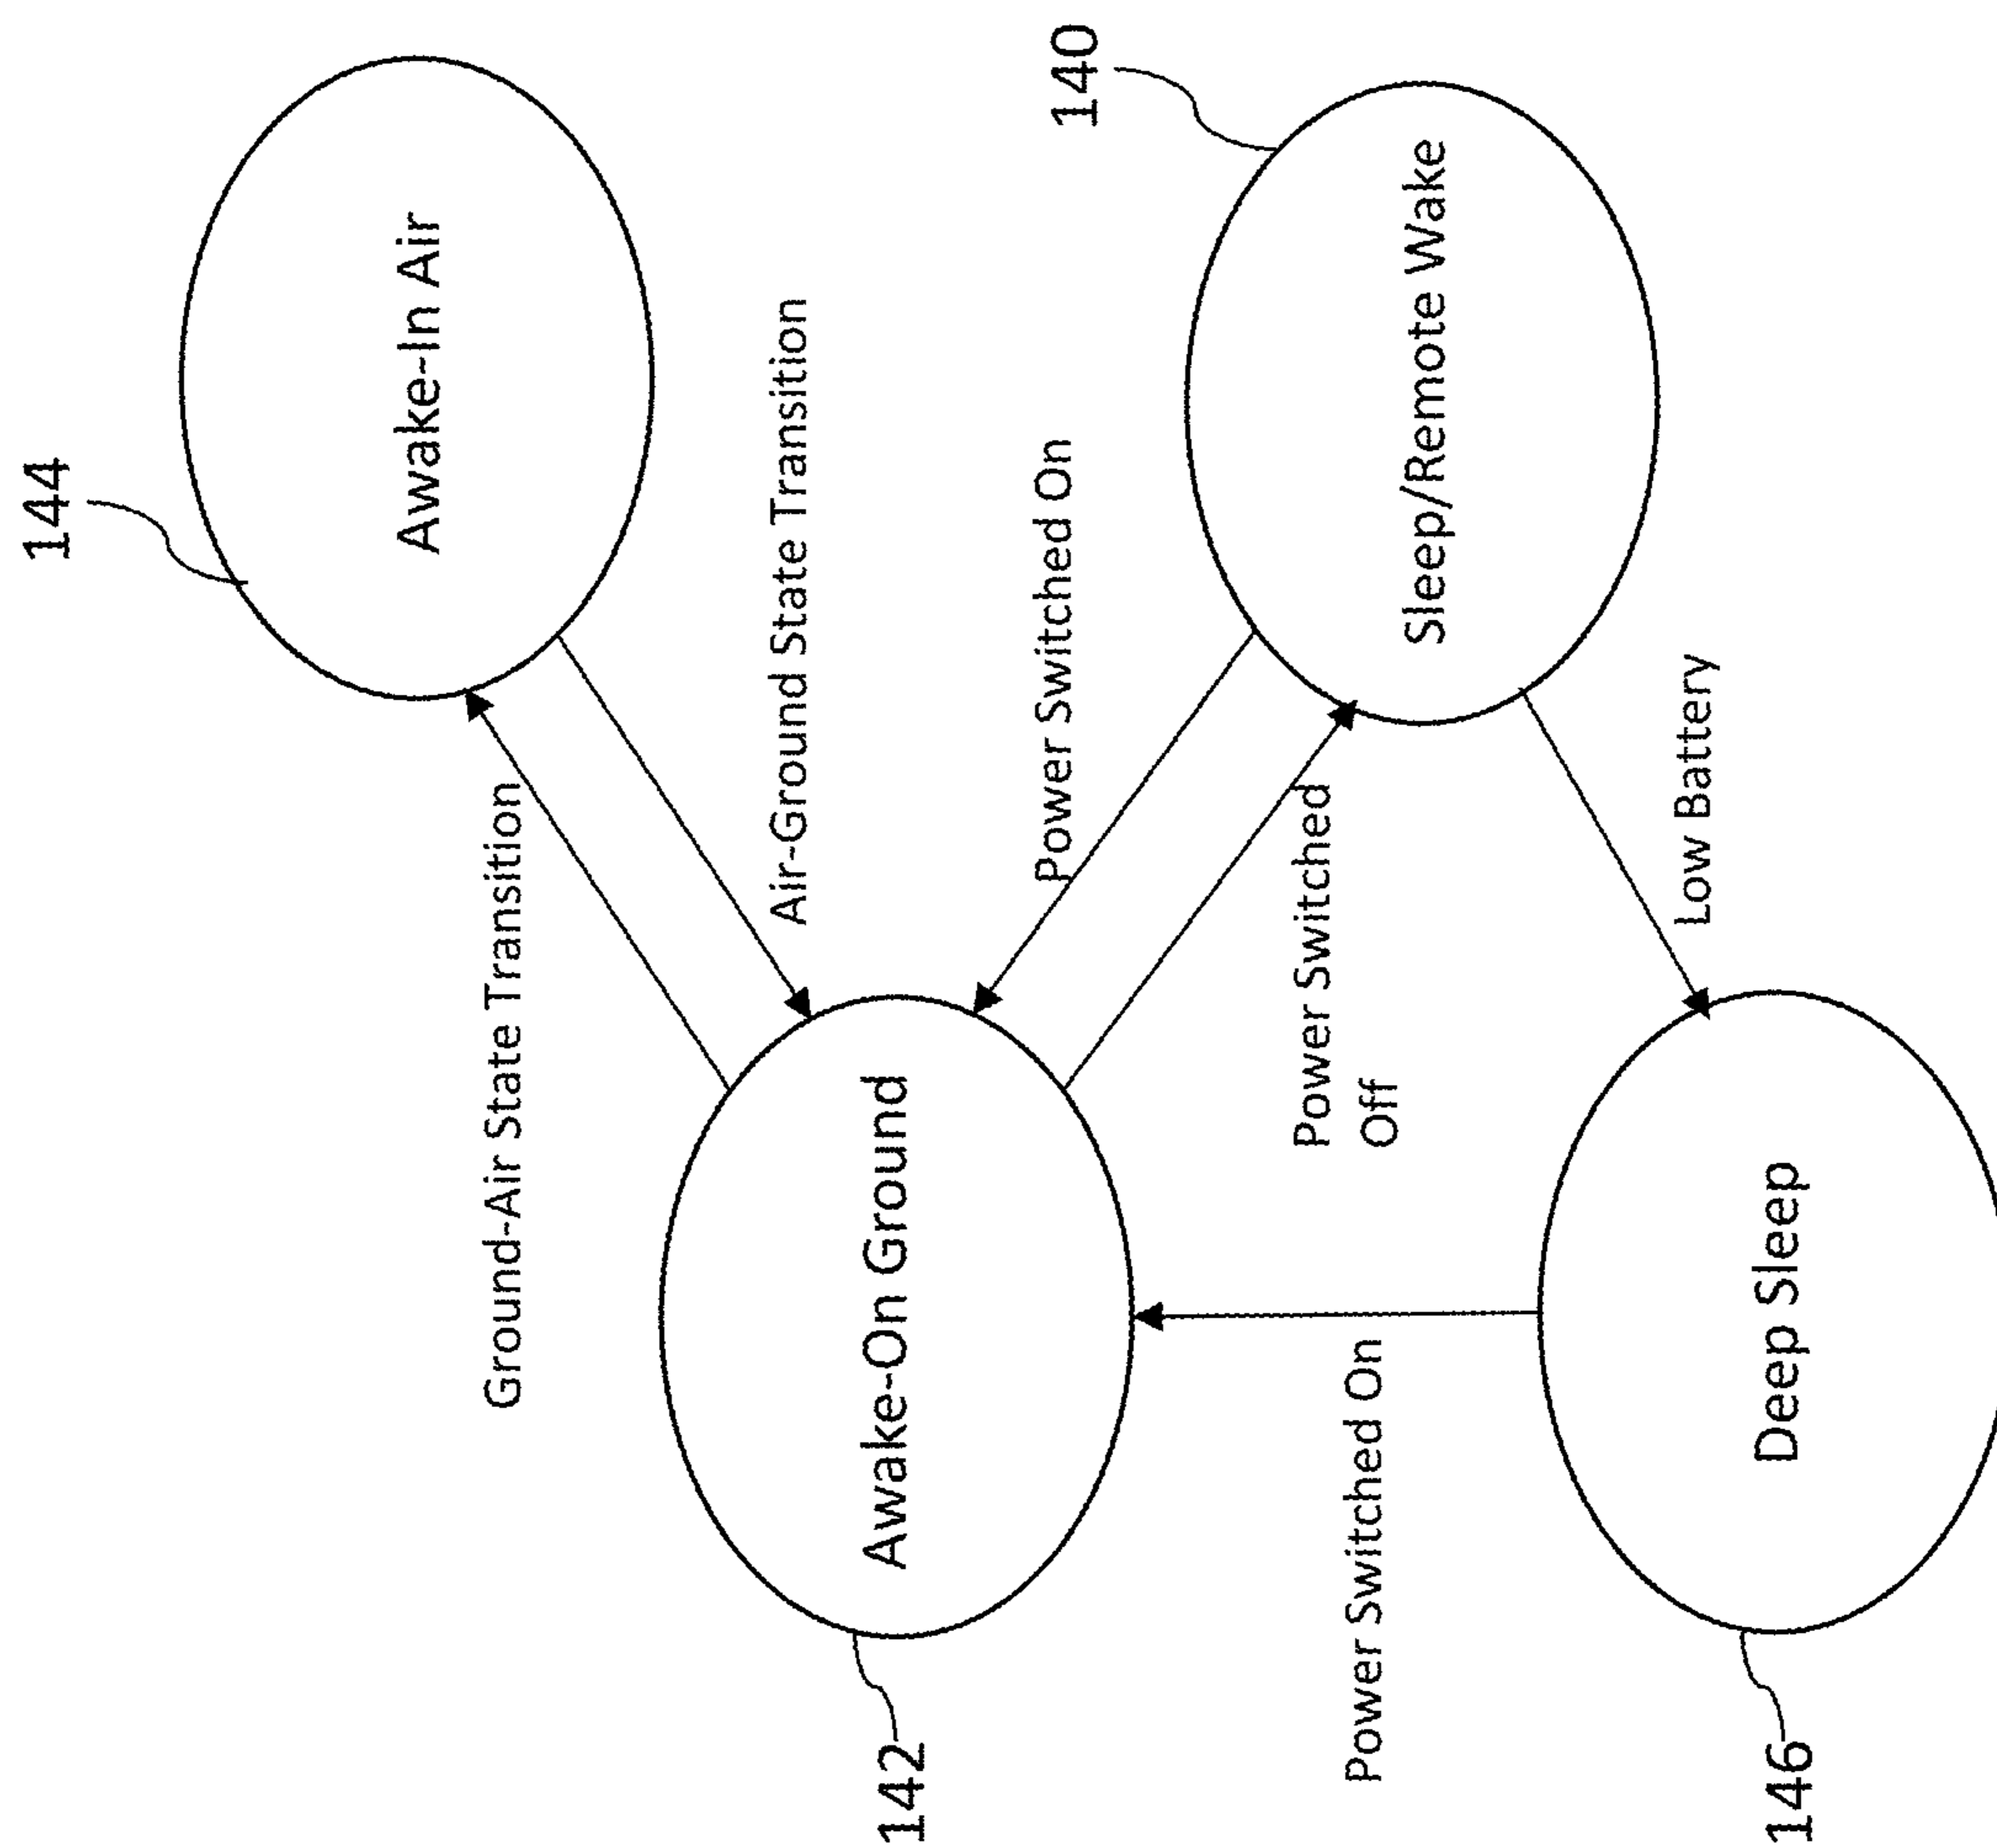 144
Awake-In Air
Ground-Air State Transition
Air-Ground State Transition
142
Awake-On Ground
Power Switched On
140
Sleep/Remote Wake
Power Switched
Off
Power Switched On
Low Battery
146
Deep Sleep